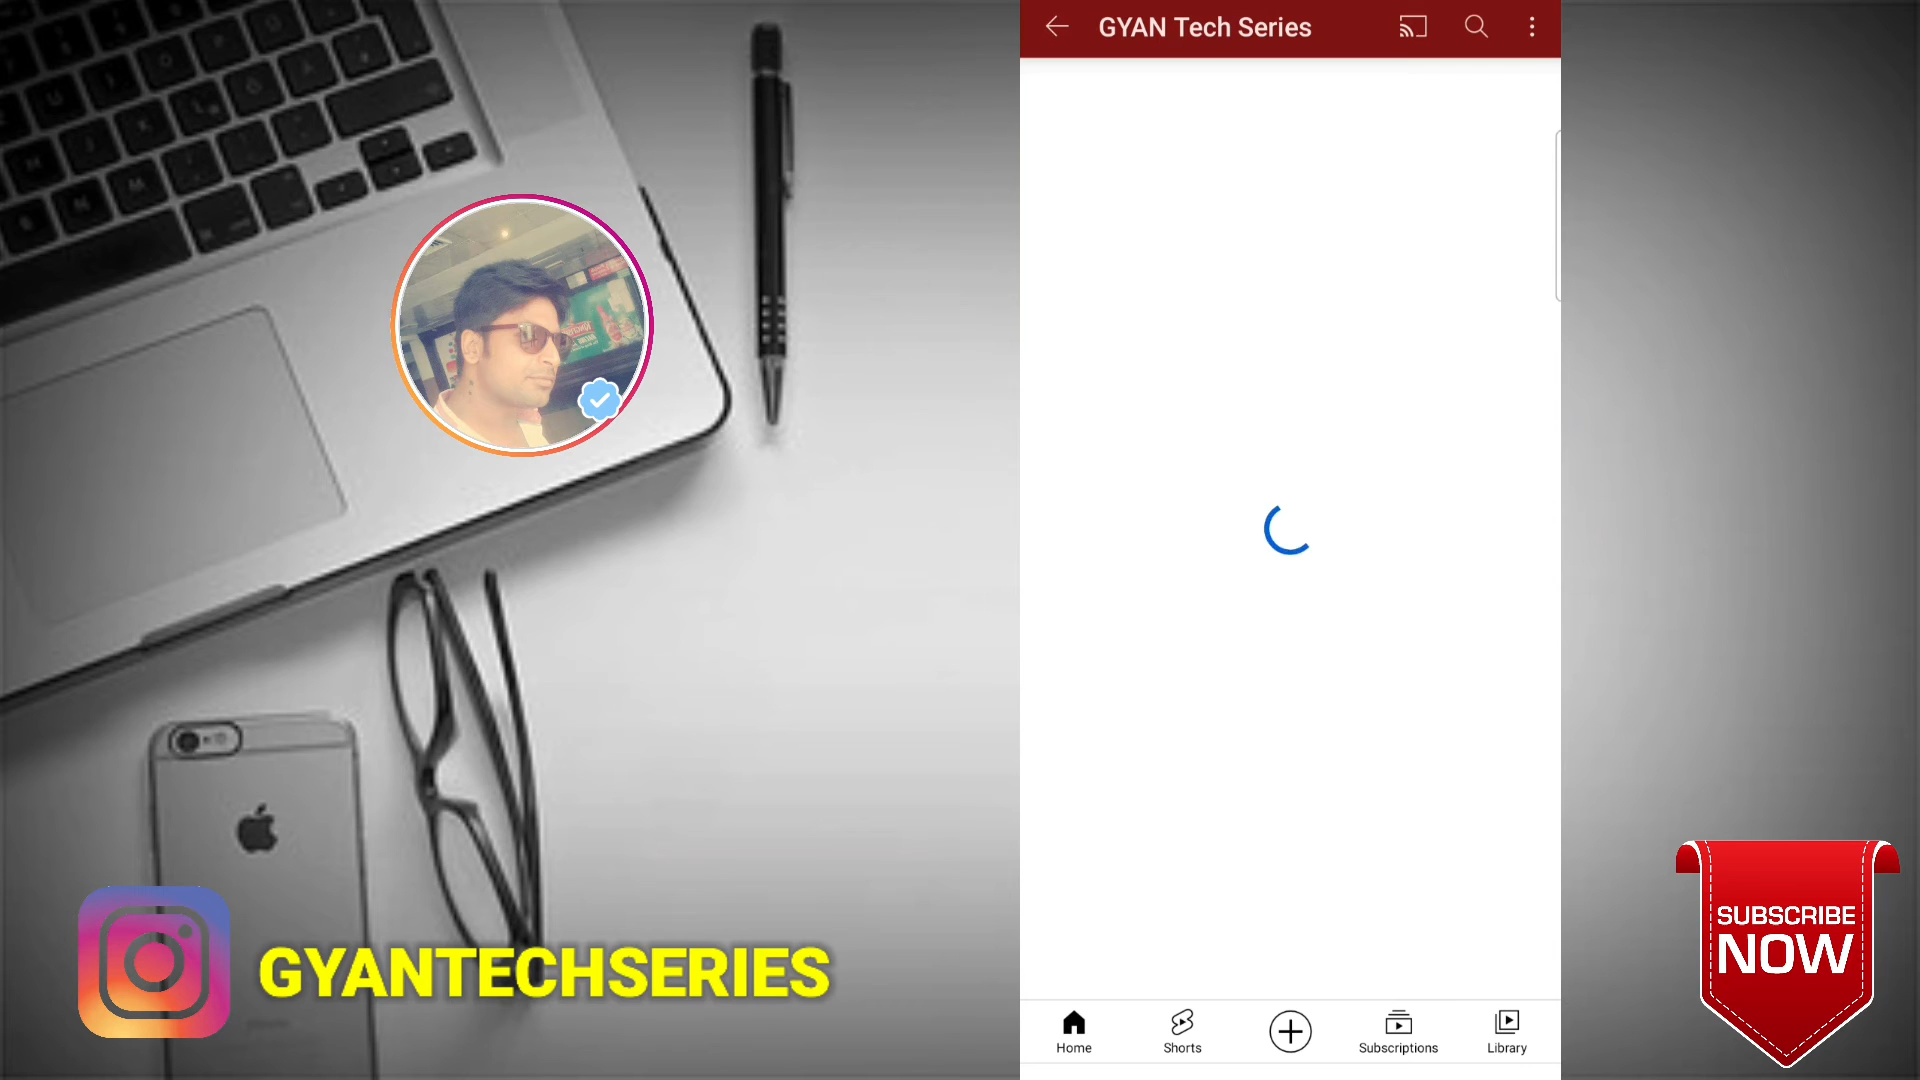 GYAN Tech Series
GYANTECHSERIES
Home
Shorts
Subscriptions
Library
SUBSCRIBE
NOW